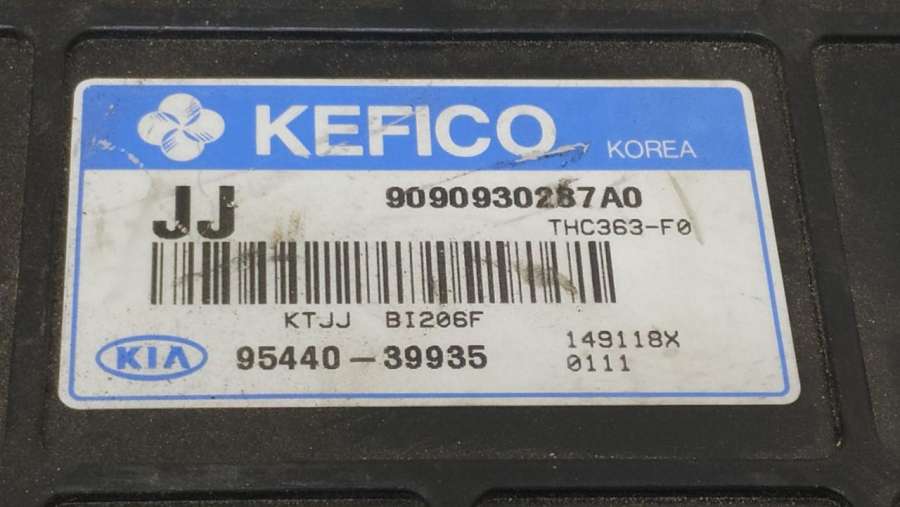 KEFICO KOREA
JJ 9090930287A0
THC363-F0
KTJJ BI206F
KIA 95440-39935 149118X
0111